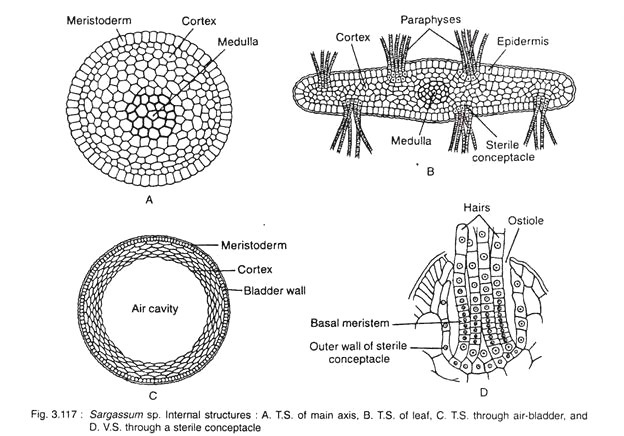 Meristoderm
Cortex
Medulla
A
Paraphyses
Cortex
Epidermis
Medulla
Sterile
conceptacle
B
Meristoderm
Cortex
Bladder wall
Air cavity
C
Hairs
Ostiole
Basal meristem
Outer wall of sterile
conceptacle
D
Fig. 3.117 : Sargassum sp. Internal structures : A. T.S. of main axis, B. T.S. of leaf, C. T.S. through air-bladder, and
D. V.S. through a sterile conceptacle